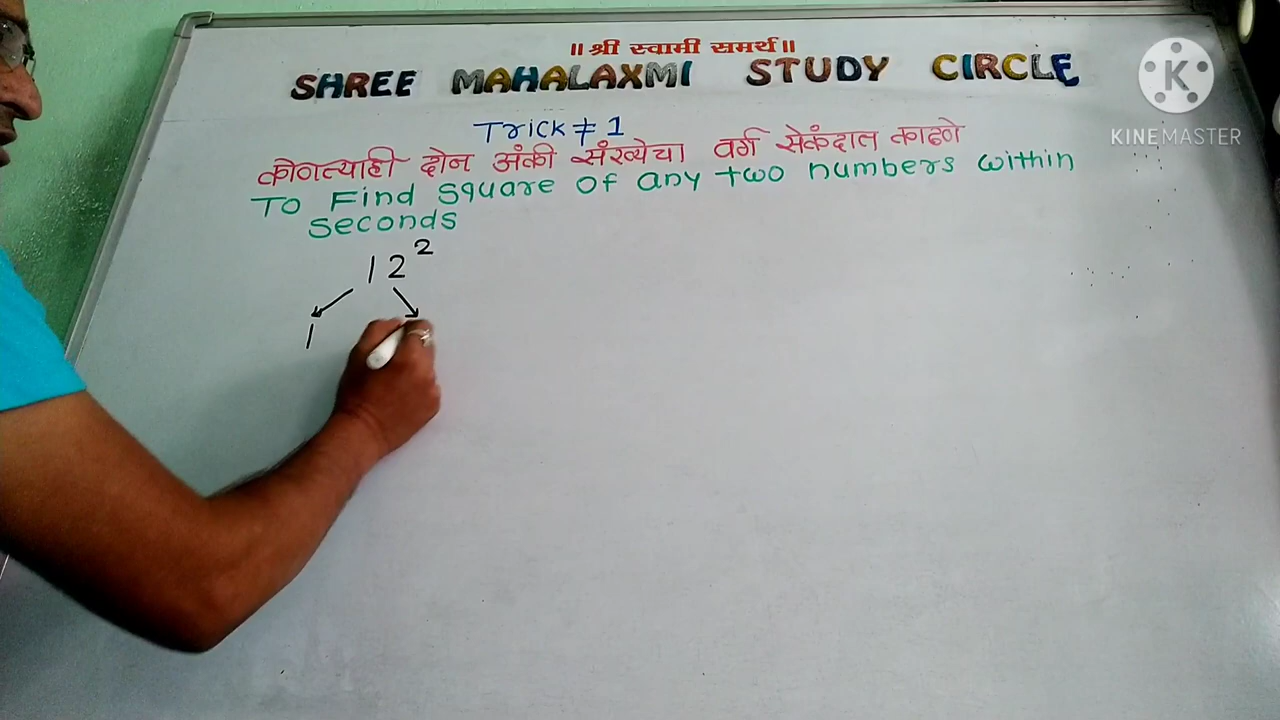 ॥ श्री स्वामी समर्थ ॥
SHREE MAHALAXMI STUDY CIRCLE
KINEMASTER
Trick ≠ 1
कोणत्याही दोन अंकी संख्येचा वर्ग सेकंदात काढणे
To Find Square Of any two numbers within
seconds
12²
1